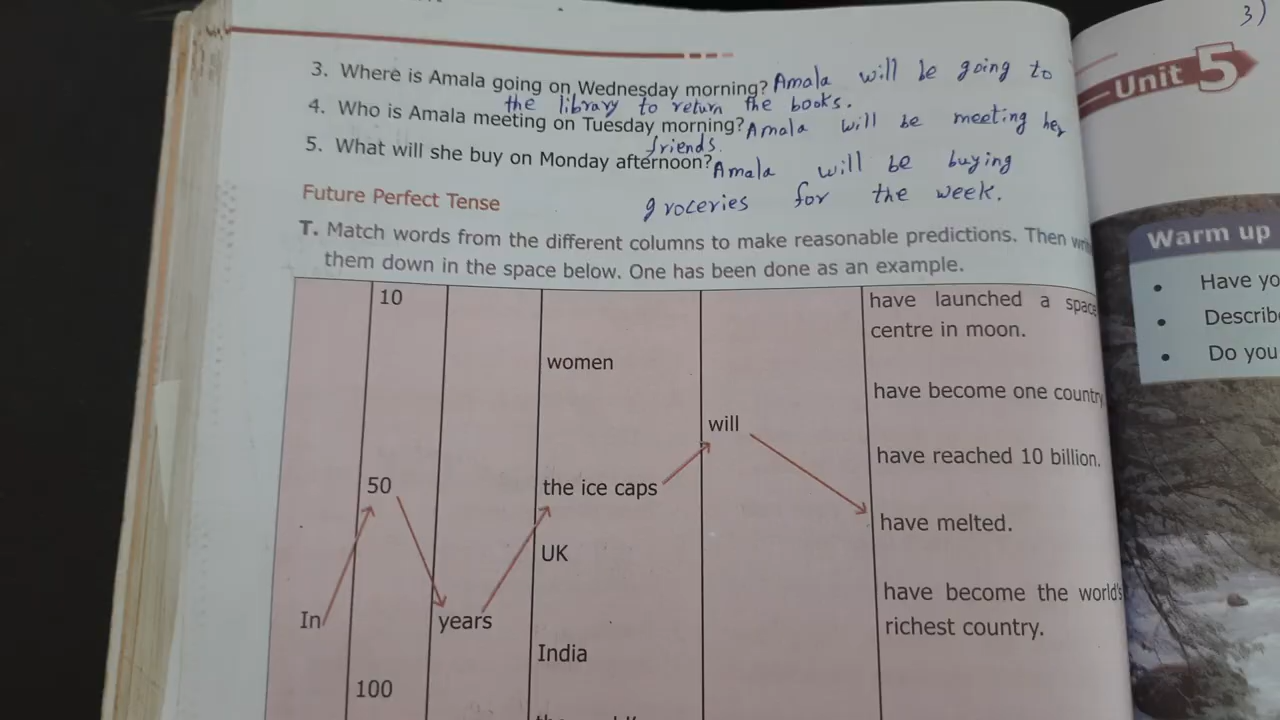 3)
3. Where is Amala going on Wednesday morning? Amala will be going to
the library to return the books.
4. Who is Amala meeting on Tuesday morning? Amala will be meeting her
friends.
5. What will she buy on Monday afternoon? Amala will be buying
groceries for the week.
Future Perfect Tense
T. Match words from the different columns to make reasonable predictions. Then
them down in the space below. One has been done as an example.
10
have launched a space
centre in moon.
women
have become one country
will
have reached 10 billion.
50
the ice caps
have melted.
UK
In
years
have become the world's
richest country.
India
100
Unit 5
Warm up
• Have yo
• Describ
• Do you